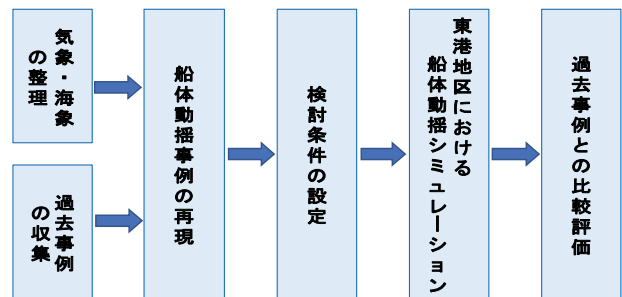 気象・海象
の整理
過去事例
の収集
船体動揺事例の再現
検討条件の設定
東港地区における
船体動揺シミュレーション
過去事例との比較評価